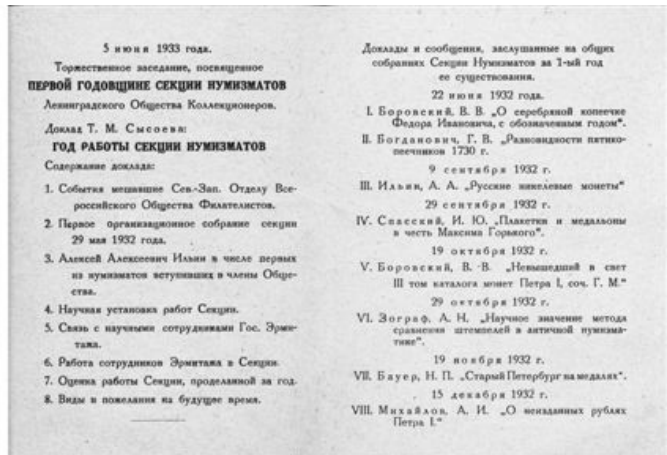 5 июня 1933 года.
Торжественное заседание, посвященное
ПЕРВОЙ ГОДОВЩИНЕ СЕКЦИИ НУМИЗМАТОВ
Ленинградского Общества Коллекционеров.
Доклад Т. М. Сысоева:
ГОД РАБОТЫ СЕКЦИИ НУМИЗМАТОВ
Содержание доклада:
1. События мешавшие Сев.-Зап. Отделу Все-
российского Общества Филателистов.
2. Первое организационное собрание секции
29 мая 1932 года.
3. Алексей Алексеевич Ильин в числе первых
из нумизматов вступивших в члены Обще-
ства.
4. Научная установка работ Секции.
5. Связь с научными сотрудниками Гос. Эрми-
тажа.
6. Работа сотрудников Эрмитажа в Секции.
7. Оценка работы Секции, проделанной за год.
8. Виды и пожелания на будущее время.
Доклады и сообщения, заслушанные на общих
собраниях Секции Нумизматов за 1-ый год
ее существования.
22 июня 1932 года.
I. Боровский, В. В. „О серебряной копеечке
Федора Ивановича, с обозначенным годом“.
II. Богданович, Г. В. „Разновидности пятико-
пеечников 1730 г.
9 сентября 1932 г.
III. Ильин, А. А. „Русские никелевые монеты“
29 сентября 1932 г.
IV. Спасский, И. Ю. „Плакетки и медальоны
в честь Максима Горького“.
19 октября 1932 г.
V. Боровский, В. В. „Невышедший в свет
III том каталога монет Петра I, соч. Г. М.“
29 октября 1932 г.
VI. Зограф, А. Н. „Научное значение метода
сравнения штемпелей в античной нумизма-
тике“.
19 ноября 1932 г.
VII. Бауер, Н. П. „Старый Петербург на медалях“.
15 декабря 1932 г.
VIII. Михайлов, А. И. „О неизданных рублях
Петра I.“